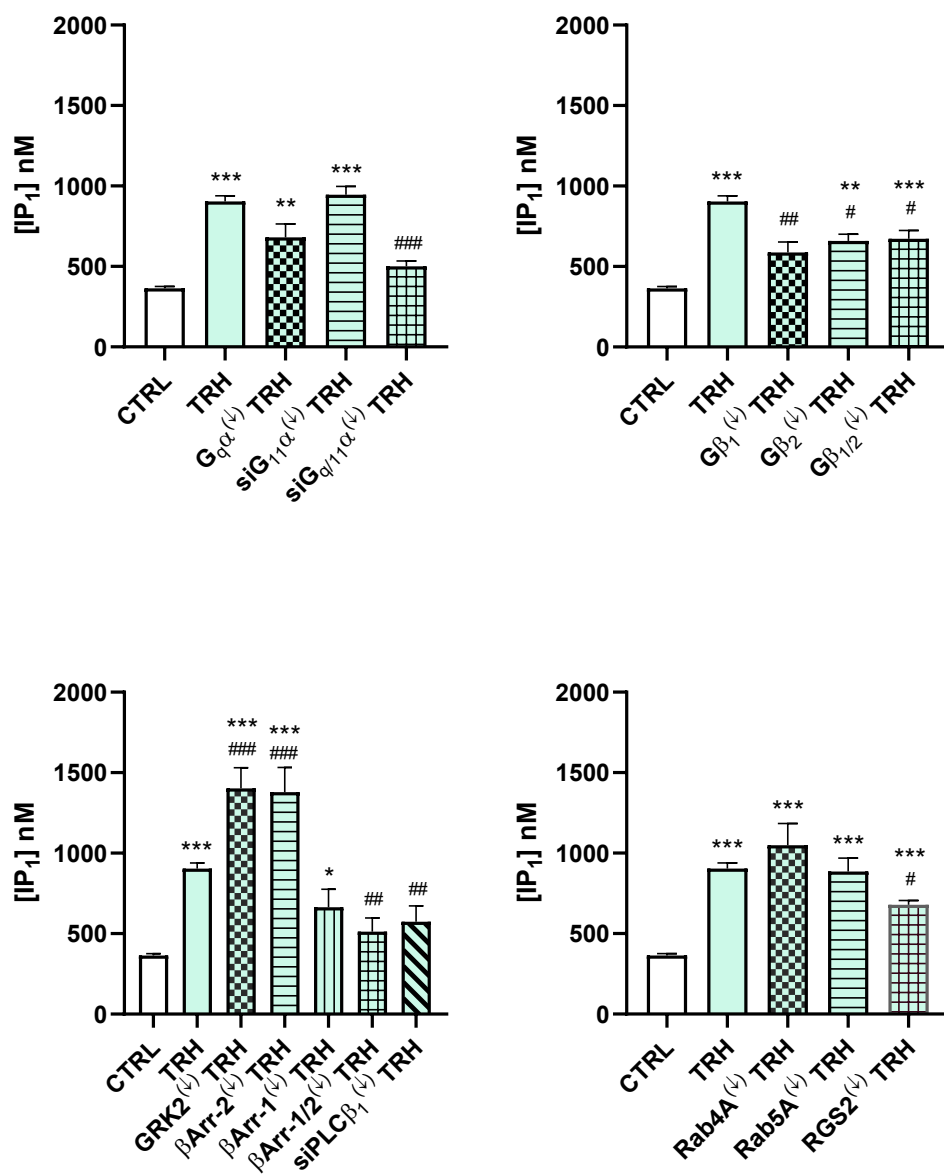 2000
1500
1000
500
0
[IP₁] nM
***
**
***
###
CTRL
TRH
Gqα(↓) TRH
siG₁₁α(↓) TRH
siGq/11α(↓) TRH
2000
1500
1000
500
0
[IP₁] nM
***
##
**
#
***
#
CTRL
TRH
Gβ₁(↓) TRH
Gβ₂(↓) TRH
Gβ₁/₂(↓) TRH
2000
1500
1000
500
0
[IP₁] nM
***
***
###
***
###
*
##
##
CTRL
TRH
GRK2(↓) TRH
βArr-2(↓) TRH
βArr-1(↓) TRH
βArr-1/2(↓) TRH
siPLCβ₁(↓) TRH
2000
1500
1000
500
0
[IP₁] nM
***
***
***
***
#
CTRL
TRH
Rab4A(↓) TRH
Rab5A(↓) TRH
RGS2(↓) TRH